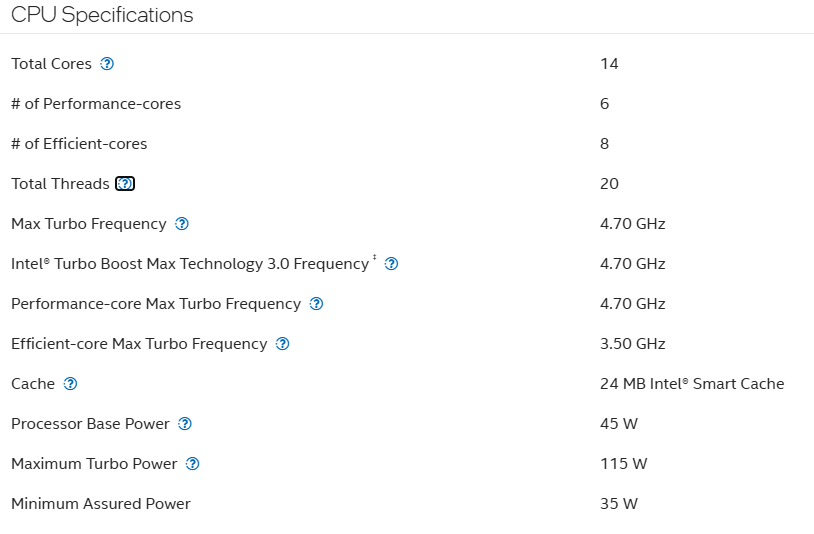 CPU Specifications
Total Cores 14
# of Performance-cores 6
# of Efficient-cores 8
Total Threads 20
Max Turbo Frequency 4.70 GHz
Intel® Turbo Boost Max Technology 3.0 Frequency ‡ 4.70 GHz
Performance-core Max Turbo Frequency 4.70 GHz
Efficient-core Max Turbo Frequency 3.50 GHz
Cache 24 MB Intel® Smart Cache
Processor Base Power 45 W
Maximum Turbo Power 115 W
Minimum Assured Power 35 W